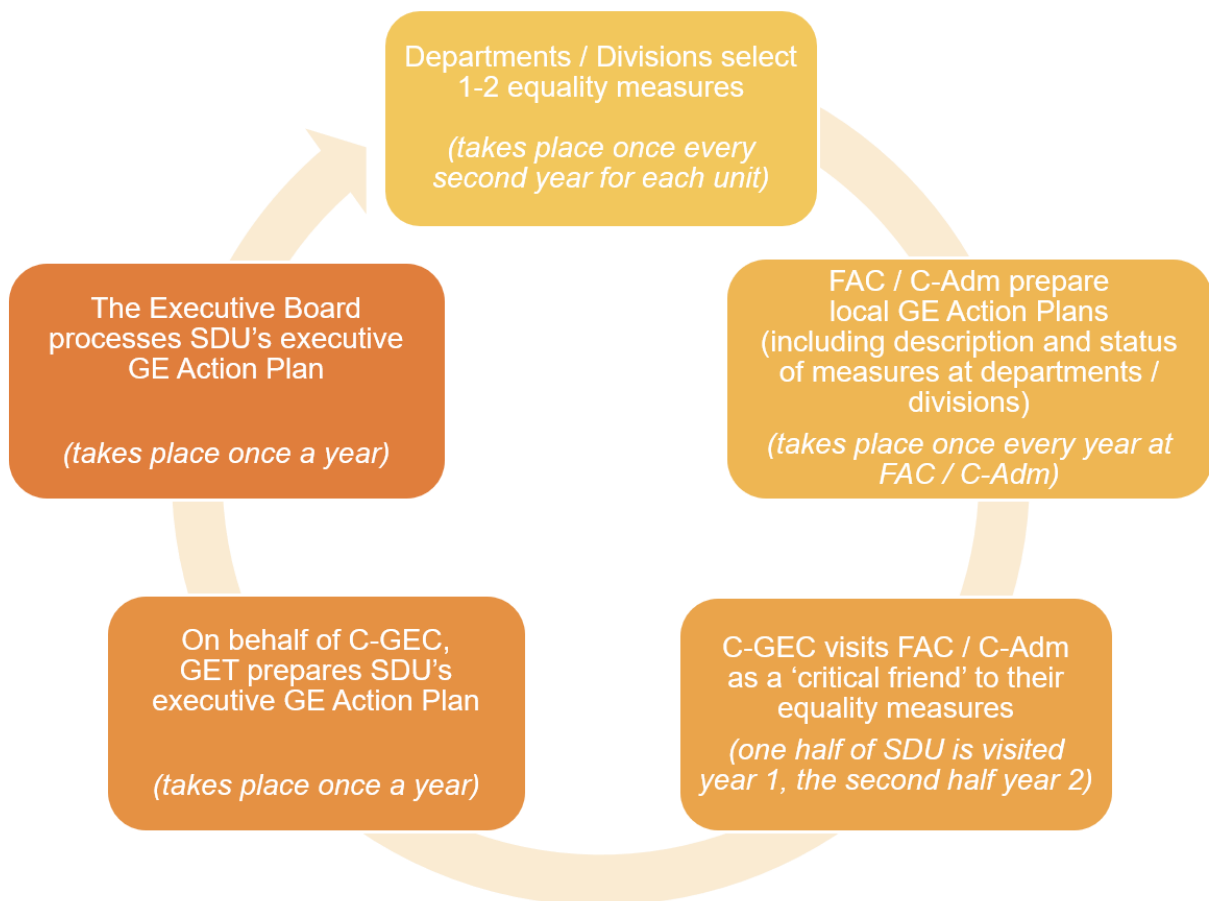 Departments / Divisions select
1-2 equality measures
(takes place once every
second year for each unit)
FAC / C-Adm prepare
local GE Action Plans
(including description and status
of measures at departments /
divisions)
(takes place once every year at
FAC / C-Adm)
C-GEC visits FAC / C-Adm
as a ‘critical friend’ to their
equality measures
(one half of SDU is visited
year 1, the second half year 2)
On behalf of C-GEC,
GET prepares SDU’s
executive GE Action Plan
(takes place once a year)
The Executive Board
processes SDU’s executive
GE Action Plan
(takes place once a year)